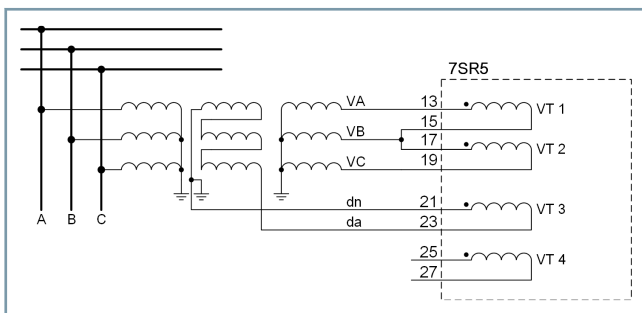 7SR5
VA 13 VT 1
15
VB 17 VT 2
VC 19
dn 21 VT 3
da 23
25 VT 4
27
A B C